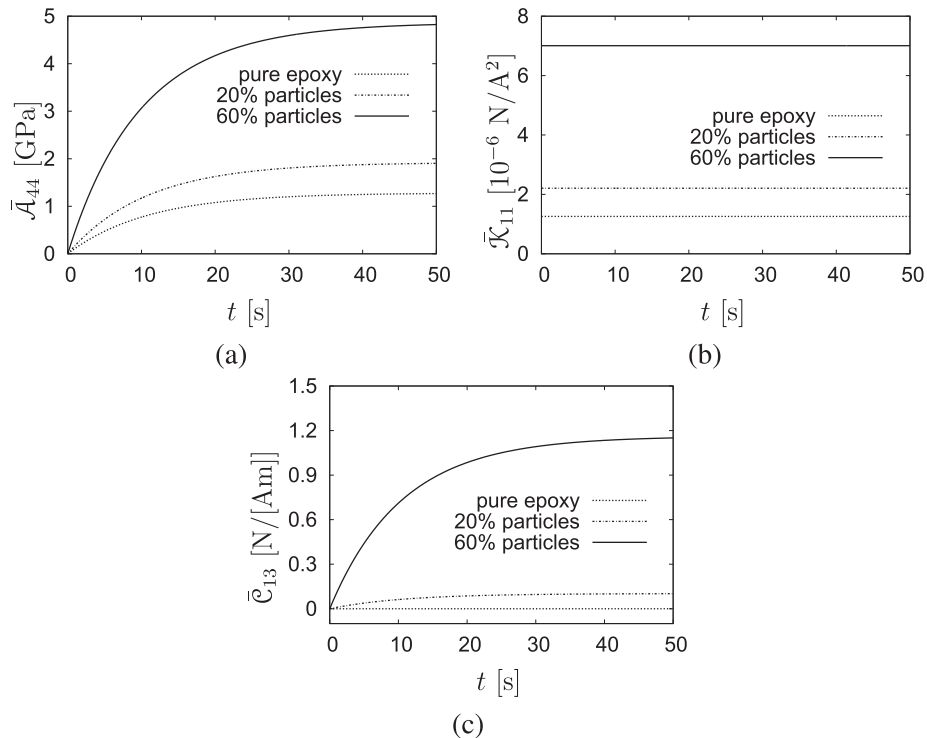 5
4
3
2
1
0
𝒜̄₄₄ [GPa]
pure epoxy
20% particles
60% particles
0 10 20 30 40 50
t [s]
(a)
8
6
4
2
0
𝒦̄₁₁ [10⁻⁶ N/A²]
pure epoxy
20% particles
60% particles
0 10 20 30 40 50
t [s]
(b)
1.5
1.2
0.9
0.6
0.3
0
𝒞̄₁₃ [N/[Am]]
pure epoxy
20% particles
60% particles
0 10 20 30 40 50
t [s]
(c)